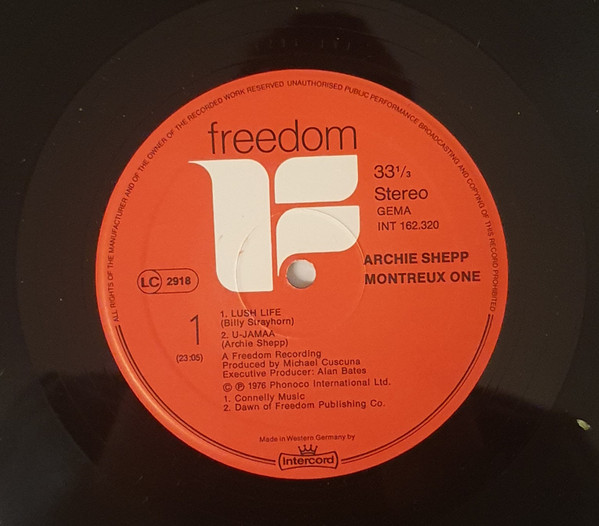 ALL RIGHTS OF THE MANUFACTURER AND OF THE OWNER OF THE RECORDED WORK RESERVED UNAUTHORISED PUBLIC PERFORMANCE BROADCASTING AND COPYING OF THIS RECORD PROHIBITED
freedom
33 1/3
Stereo
GEMA
INT 162.320
ARCHIE SHEPP
MONTREUX ONE
LC 2918
1
(23:05)
1. LUSH LIFE
(Billy Strayhorn)
2. U-JAMAA
(Archie Shepp)
A Freedom Recording
Produced by Michael Cuscuna
Executive Producer: Alan Bates
© ℗ 1976 Phonoco International Ltd.
1. Connelly Music
2. Dawn of Freedom Publishing Co.
Made in Western Germany by
Intercord